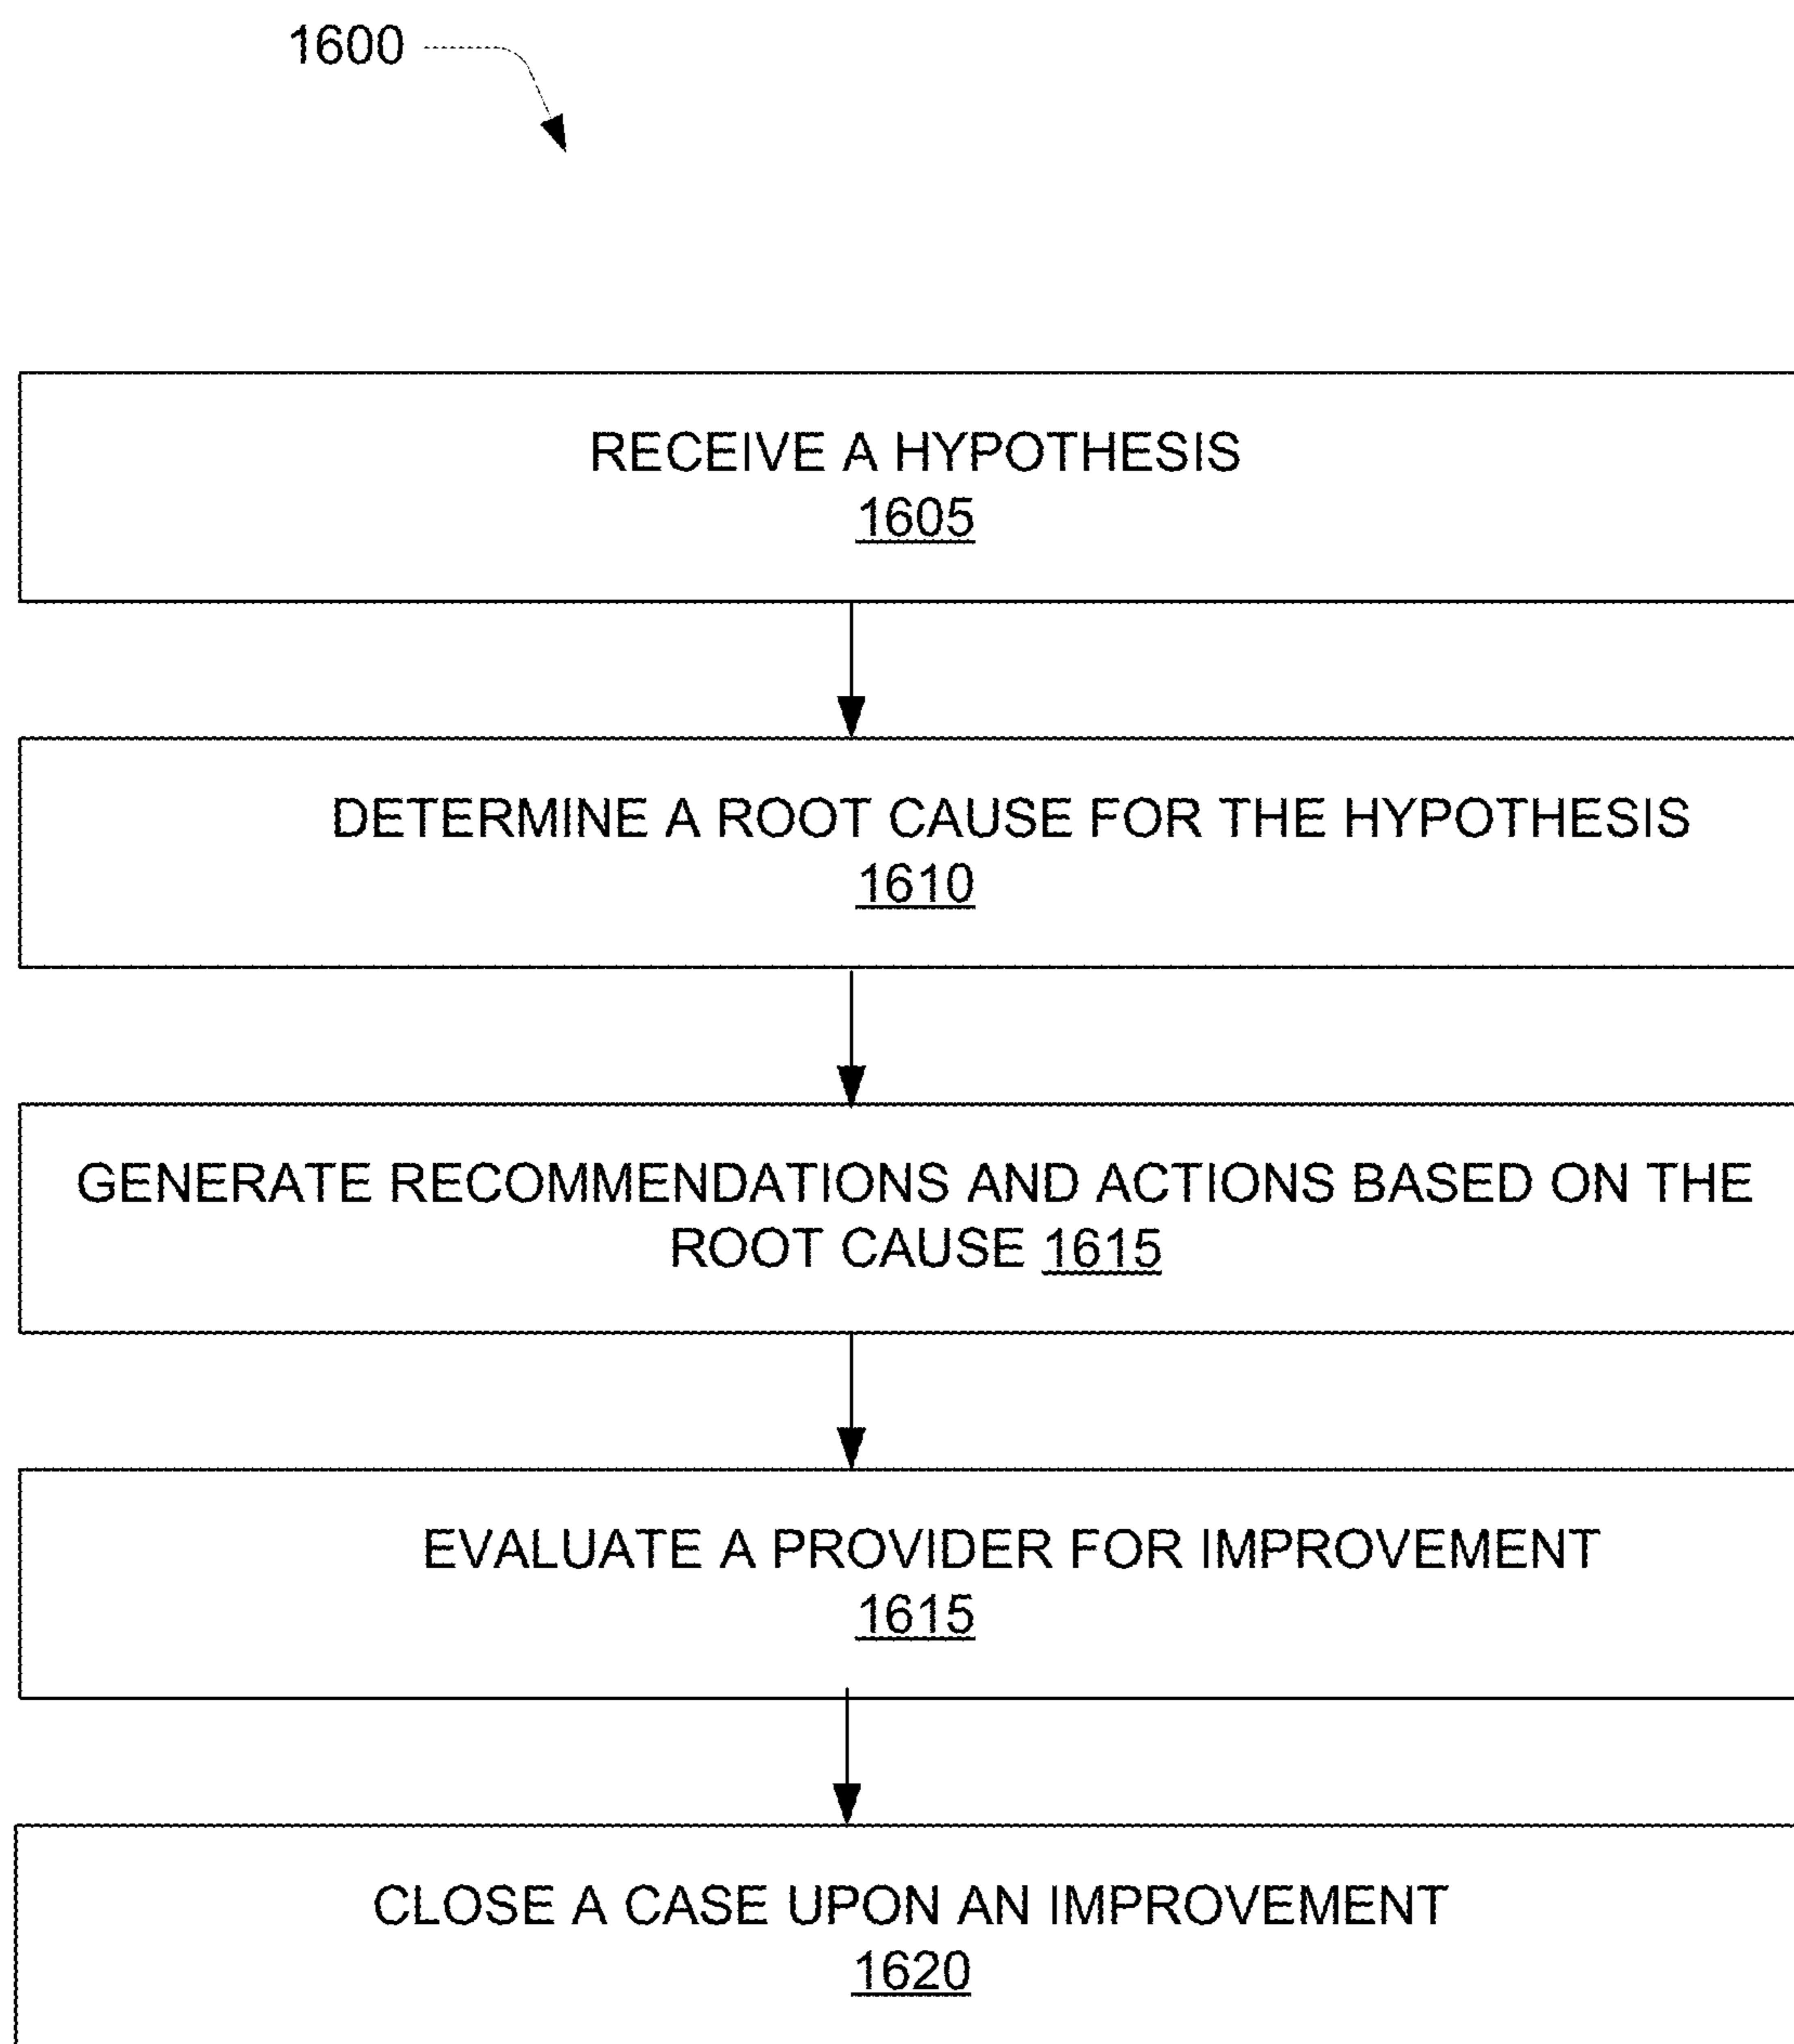 1600
RECEIVE A HYPOTHESIS
1605
DETERMINE A ROOT CAUSE FOR THE HYPOTHESIS
1610
GENERATE RECOMMENDATIONS AND ACTIONS BASED ON THE
ROOT CAUSE 1615
EVALUATE A PROVIDER FOR IMPROVEMENT
1615
CLOSE A CASE UPON AN IMPROVEMENT
1620